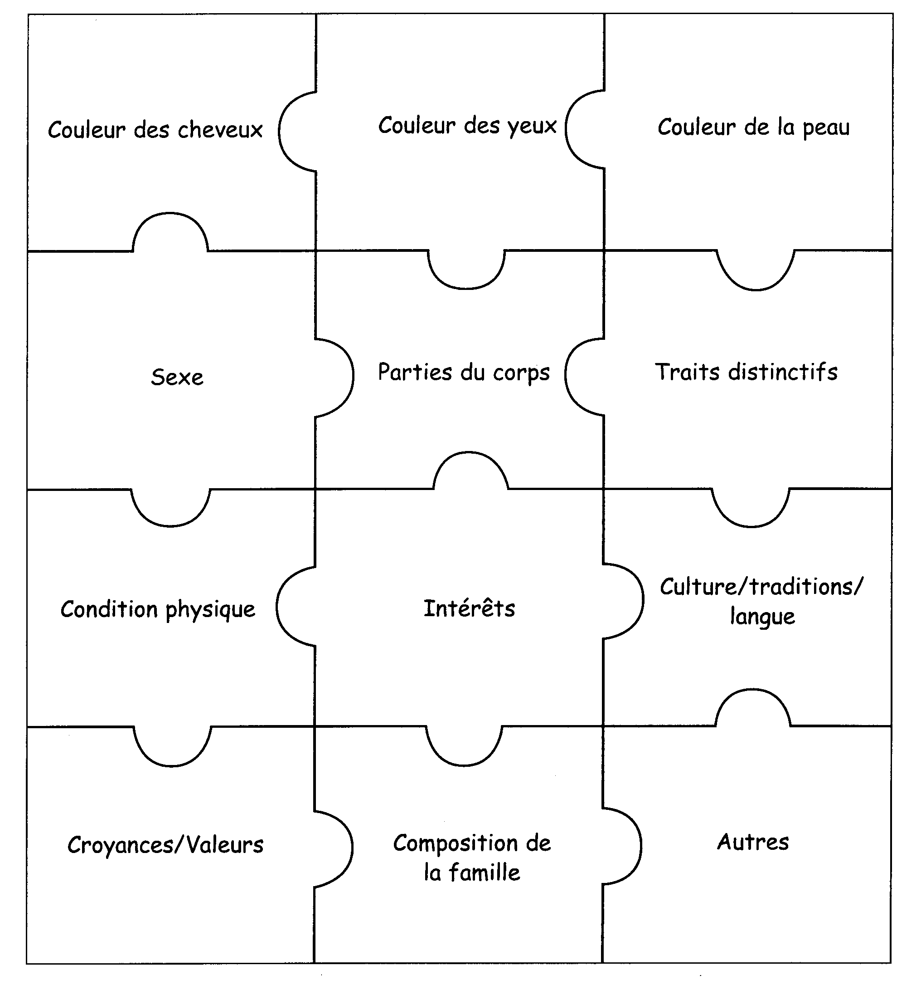 Couleur des cheveux
Couleur des yeux
Couleur de la peau
Sexe
Parties du corps
Traits distinctifs
Condition physique
Intérêts
Culture/traditions/
langue
Croyances/Valeurs
Composition de
la famille
Autres